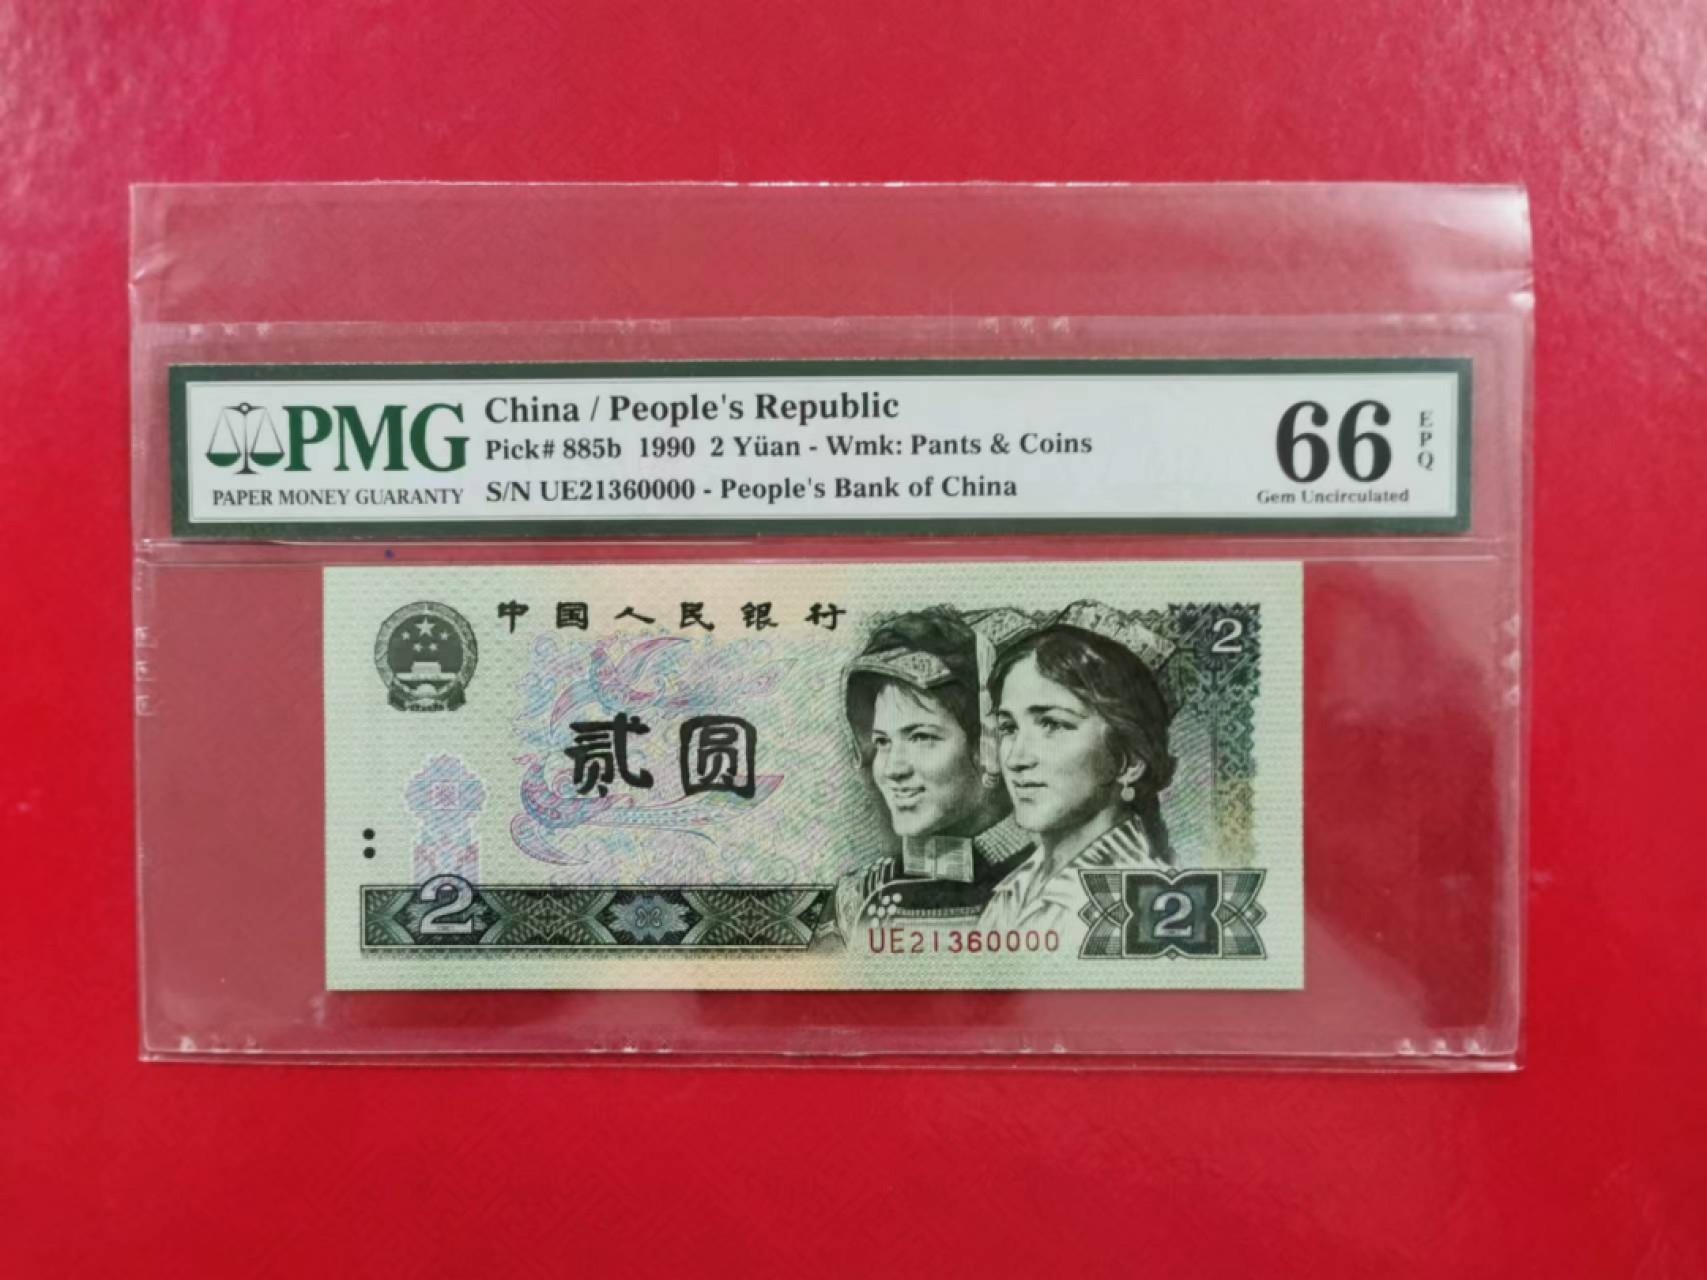 PMG
PAPER MONEY GUARANTY
China / People's Republic
Pick# 885b 1990 2 Yüan - Wmk: Pants & Coins
S/N UE21360000 - People's Bank of China
66
EPQ
Gem Uncirculated
中国人民银行
2
贰圆
2
UE21360000
2